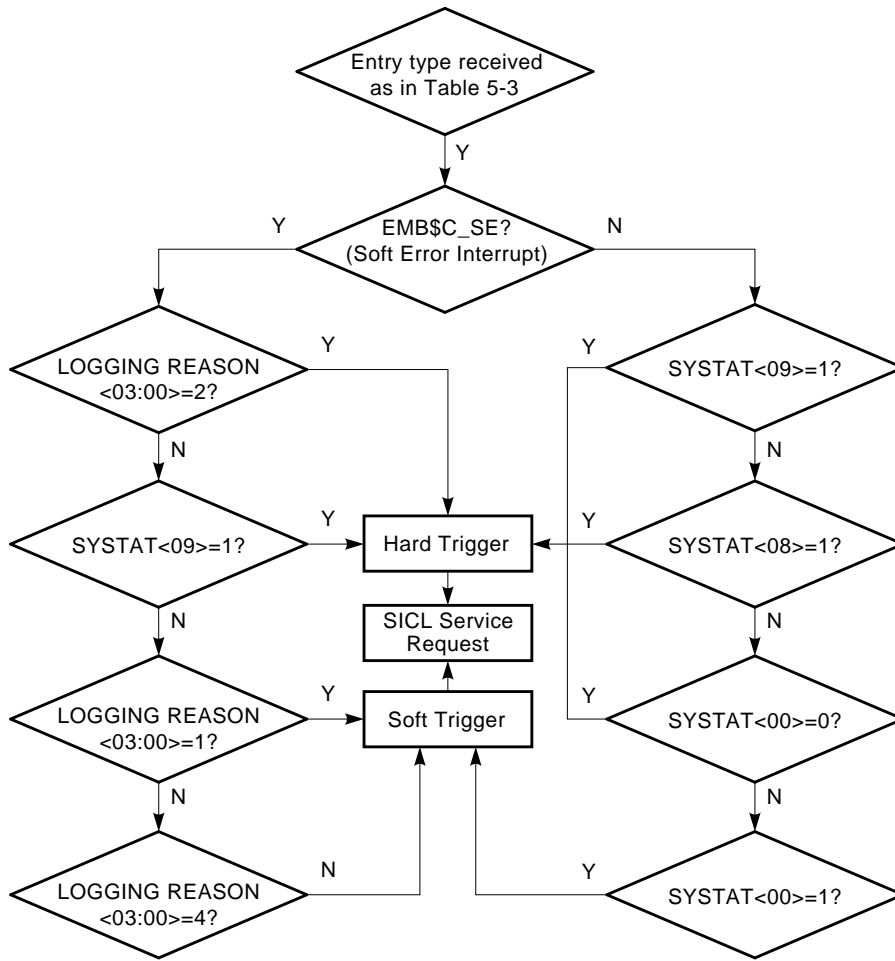 Entry type received
as in Table 5-3
Y
EMB$C_SE?
(Soft Error Interrupt)
Y
N
LOGGING REASON
<03:00>=2?
Y
N
Y
SYSTAT<09>=1?
N
SYSTAT<09>=1?
Y
N
Hard Trigger
Y
SYSTAT<08>=1?
N
SICL Service
Request
LOGGING REASON
<03:00>=1?
Y
N
Soft Trigger
Y
SYSTAT<00>=0?
N
LOGGING REASON
<03:00>=4?
N
Y
SYSTAT<00>=1?